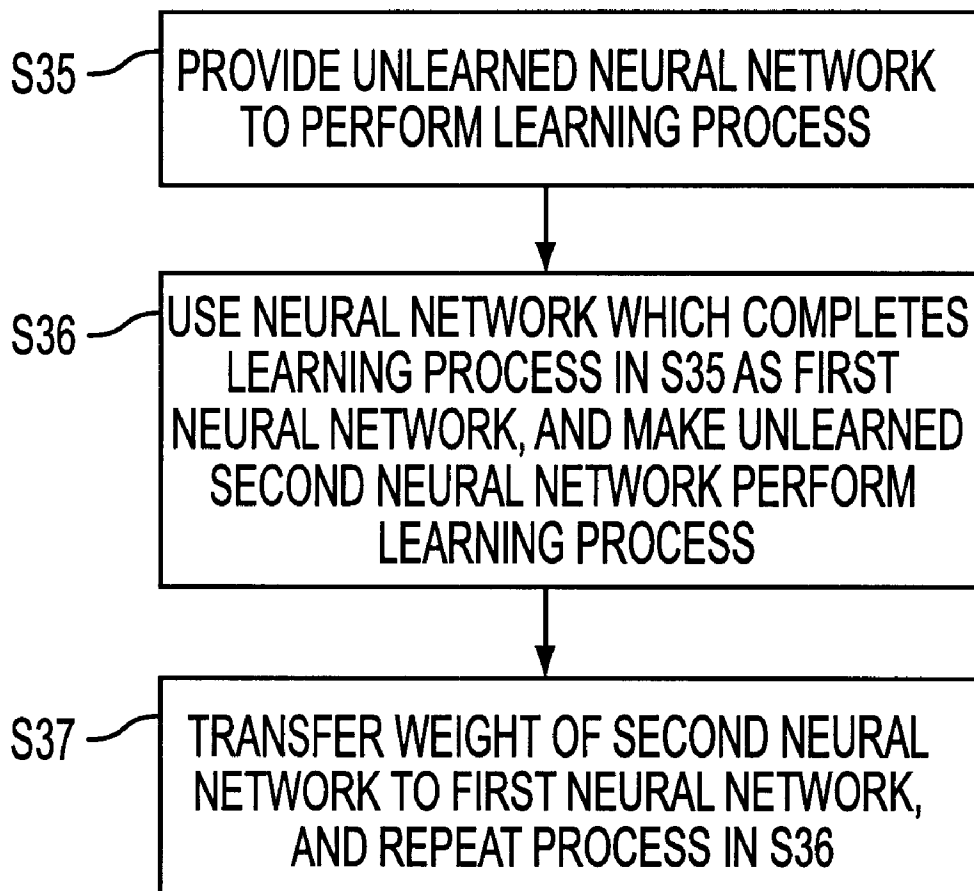 S35
PROVIDE UNLEARNED NEURAL NETWORK
TO PERFORM LEARNING PROCESS
S36
USE NEURAL NETWORK WHICH COMPLETES
LEARNING PROCESS IN S35 AS FIRST
NEURAL NETWORK, AND MAKE UNLEARNED
SECOND NEURAL NETWORK PERFORM
LEARNING PROCESS
S37
TRANSFER WEIGHT OF SECOND NEURAL
NETWORK TO FIRST NEURAL NETWORK,
AND REPEAT PROCESS IN S36